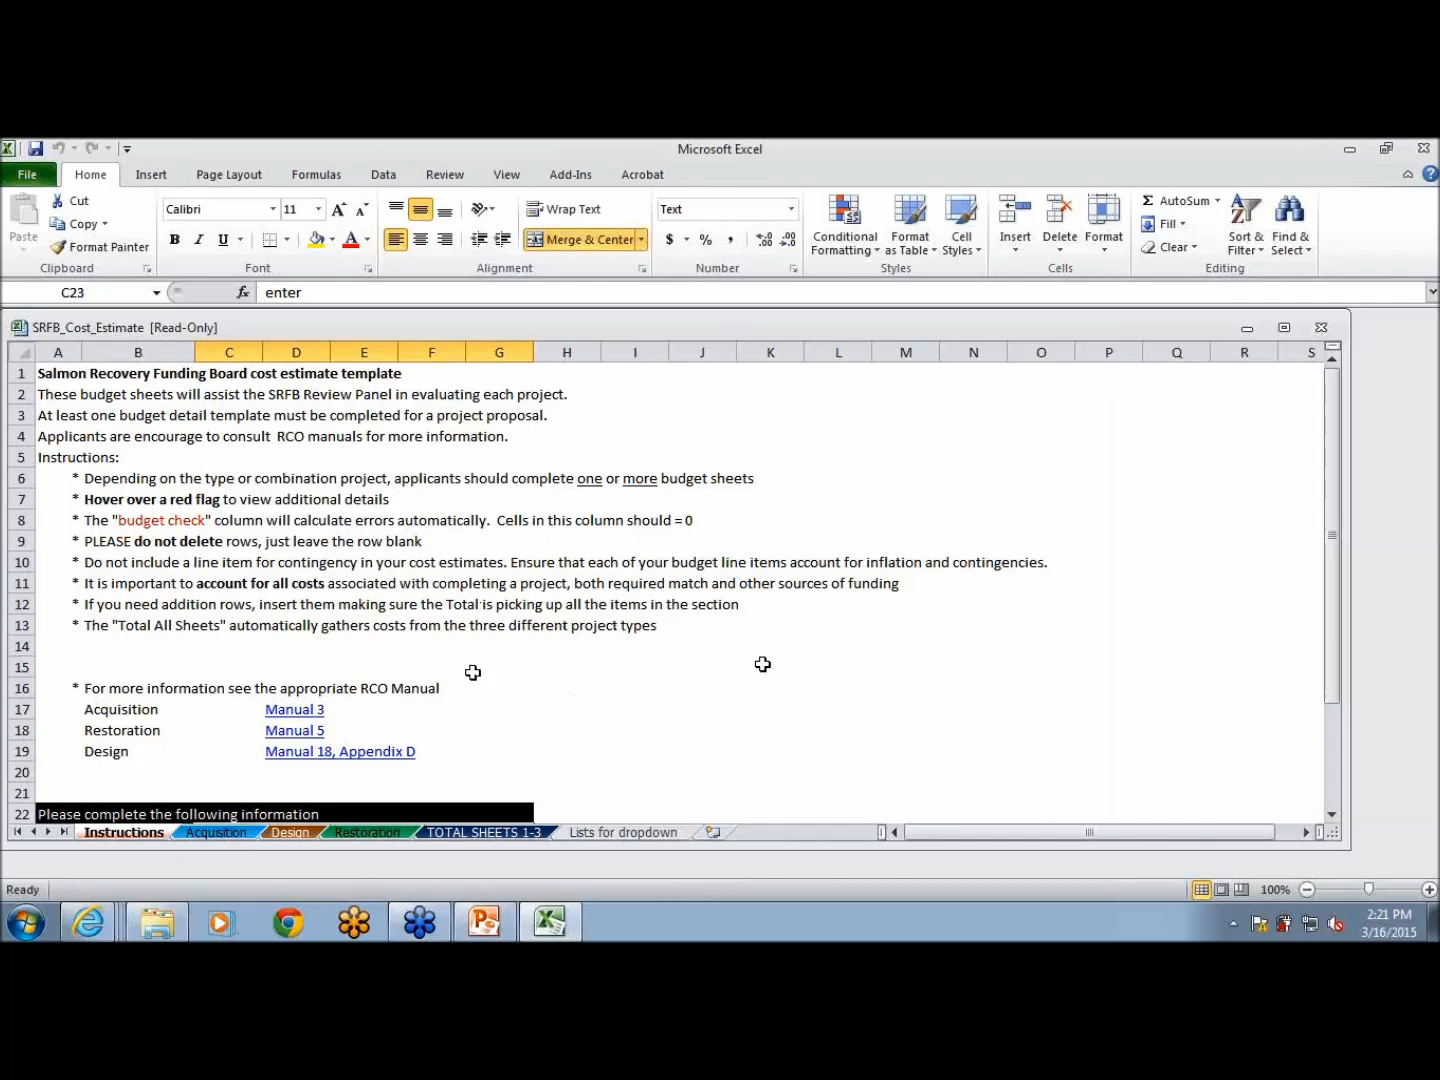 Microsoft Excel
File Home Insert Page Layout Formulas Data Review View Add-Ins Acrobat
Paste
Cut
Copy
Format Painter
Clipboard
Calibri 11
B I U
Font
Wrap Text
Merge & Center
Alignment
Text
$ % ,
Number
Conditional Formatting
Format as Table
Cell Styles
Styles
Insert Delete Format
Cells
Σ AutoSum
Fill
Clear
Sort & Filter
Find & Select
Editing
C23 fx enter
SRFB_Cost_Estimate [Read-Only]
A B C D E F G H I J K L M N O P Q R S
1 Salmon Recovery Funding Board cost estimate template
2 These budget sheets will assist the SRFB Review Panel in evaluating each project.
3 At least one budget detail template must be completed for a project proposal.
4 Applicants are encourage to consult RCO manuals for more information.
5 Instructions:
6 * Depending on the type or combination project, applicants should complete one or more budget sheets
7 * Hover over a red flag to view additional details
8 * The "budget check" column will calculate errors automatically. Cells in this column should = 0
9 * PLEASE do not delete rows, just leave the row blank
10 * Do not include a line item for contingency in your cost estimates. Ensure that each of your budget line items account for inflation and contingencies.
11 * It is important to account for all costs associated with completing a project, both required match and other sources of funding
12 * If you need addition rows, insert them making sure the Total is picking up all the items in the section
13 * The "Total All Sheets" automatically gathers costs from the three different project types
14
15
16 * For more information see the appropriate RCO Manual
17 Acquisition Manual 3
18 Restoration Manual 5
19 Design Manual 18, Appendix D
20
21
22 Please complete the following information
Instructions Acquisition Design Restoration TOTAL SHEETS 1-3 Lists for dropdown
Ready 100%
2:21 PM
3/16/2015